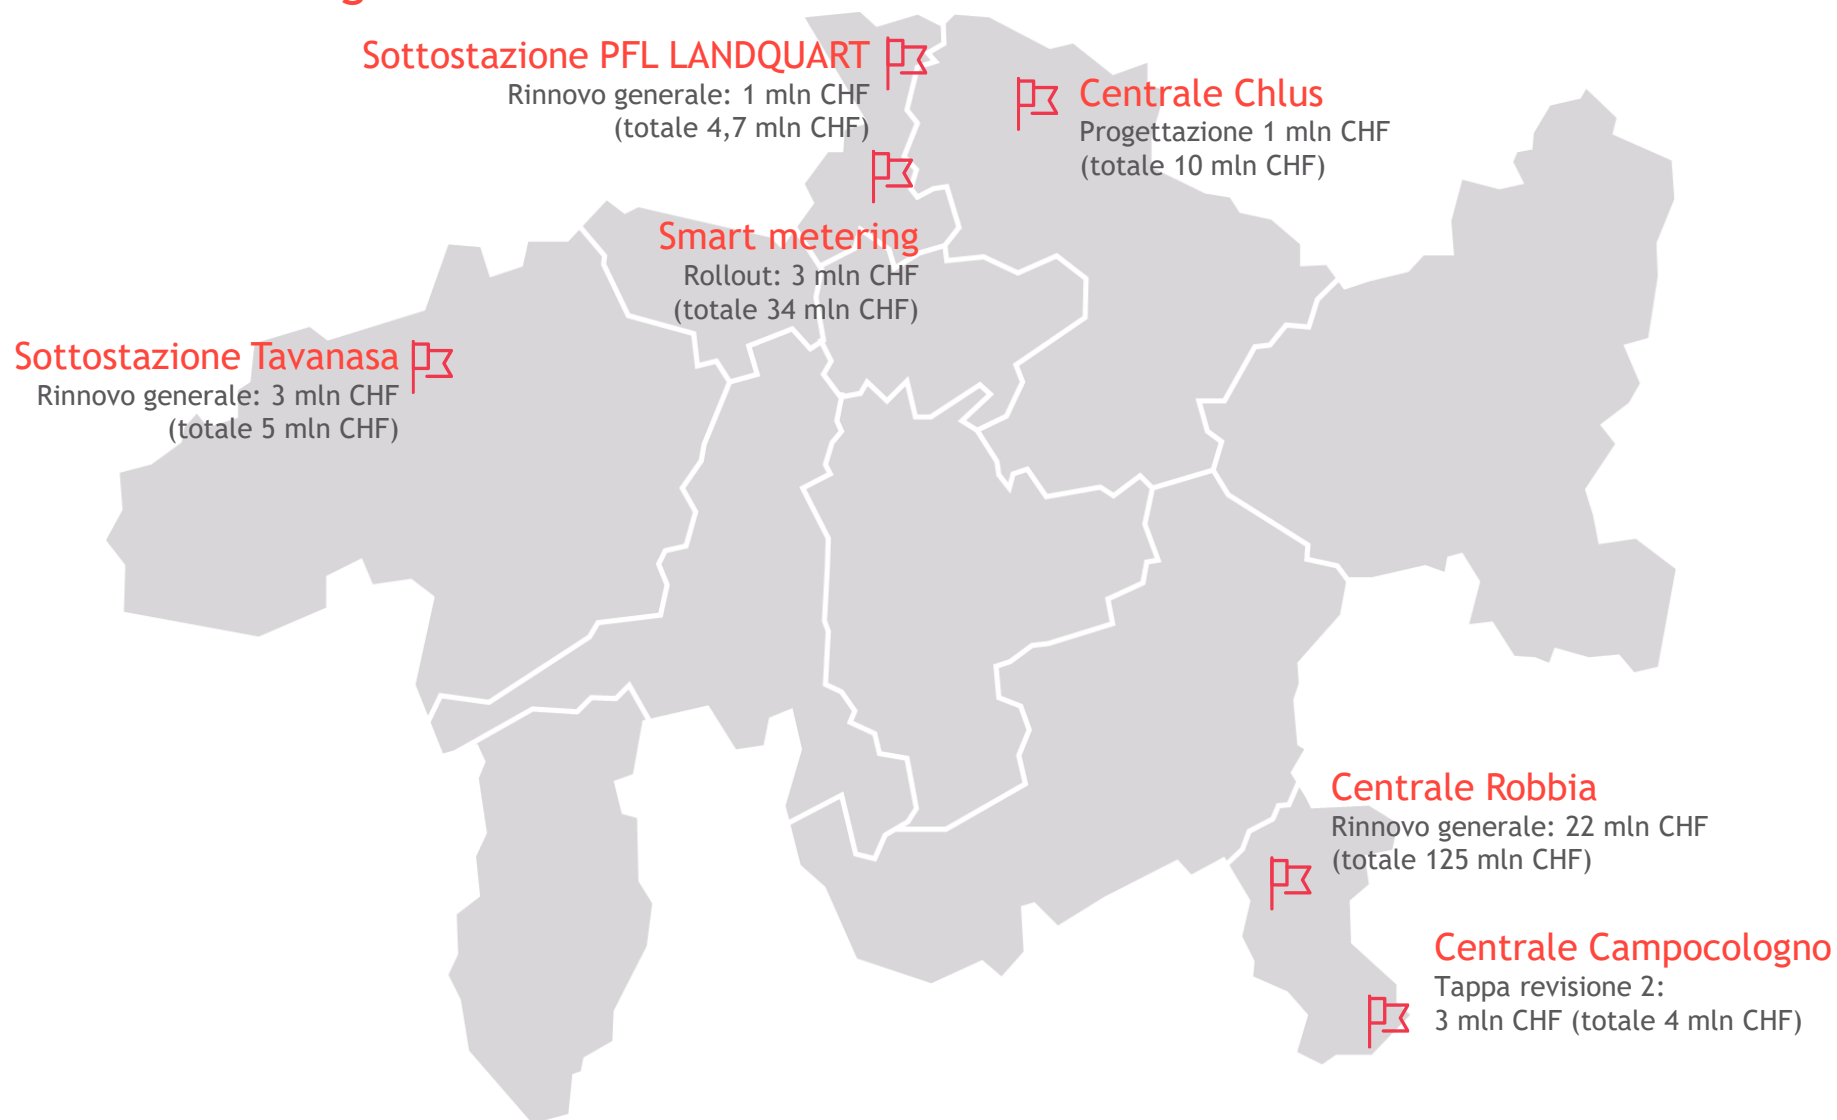 Sottostazione PFL LANDQUART
Rinnovo generale: 1 mln CHF
(totale 4,7 mln CHF)
Centrale Chlus
Progettazione 1 mln CHF
(totale 10 mln CHF)
Smart metering
Rollout: 3 mln CHF
(totale 34 mln CHF)
Sottostazione Tavanasa
Rinnovo generale: 3 mln CHF
(totale 5 mln CHF)
Centrale Robbia
Rinnovo generale: 22 mln CHF
(totale 125 mln CHF)
Centrale Campocologno
Tappa revisione 2:
3 mln CHF (totale 4 mln CHF)